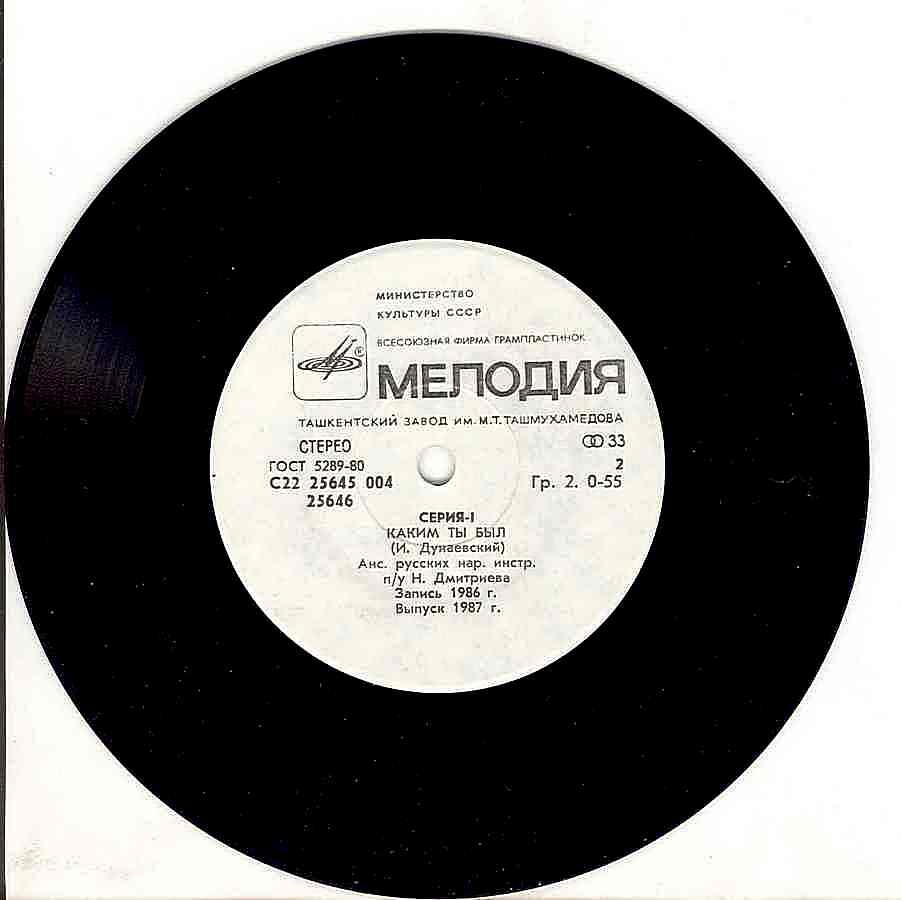 МИНИСТЕРСТВО
КУЛЬТУРЫ СССР
ВСЕСОЮЗНАЯ ФИРМА ГРАМПЛАСТИНОК
®
МЕЛОДИЯ
ТАШКЕНТСКИЙ ЗАВОД ИМ. М.Т. ТАШМУХАМЕДОВА
СТЕРЕО 33
ГОСТ 5289-80 2
С22 25645 004 Гр. 2. 0-55
25646
СЕРИЯ-I
КАКИМ ТЫ БЫЛ
(И. Дунаевский)
Анс. русских нар. инстр.
п/у Н. Дмитриева
Запись 1986 г.
Выпуск 1987 г.